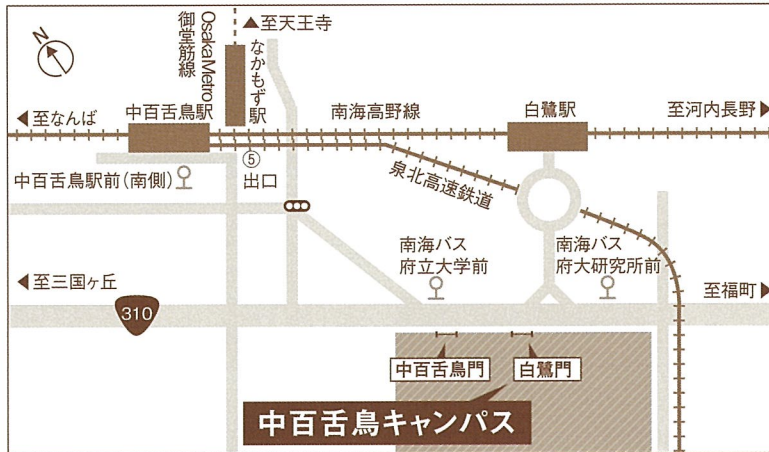 N
Osaka Metro
御堂筋線
▲至天王寺
なかもず駅
◀至なんば
中百舌鳥駅
南海高野線
白鷺駅
至河内長野▶
⑤
出口
中百舌鳥駅前(南側)
泉北高速鉄道
南海バス
府立大学前
南海バス
府大研究所前
◀至三国ヶ丘
至福町▶
310
中百舌鳥門
白鷺門
中百舌鳥キャンパス